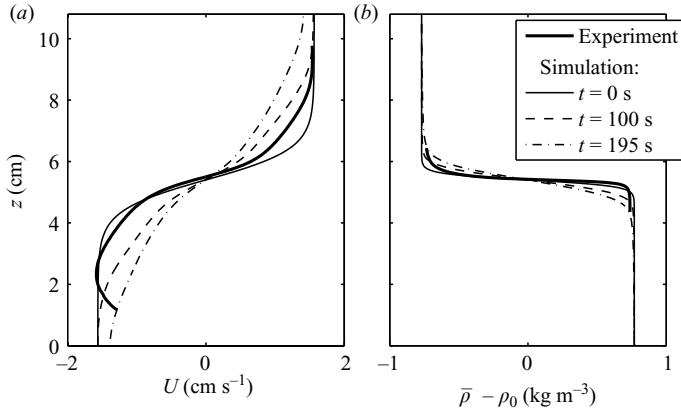 (a)
(b)
10
8
6
4
2
0
z (cm)
−2
0
2
U (cm s⁻¹)
−1
0
1
ρ̄ − ρ₀ (kg m⁻³)
Experiment
Simulation:
t = 0 s
t = 100 s
t = 195 s